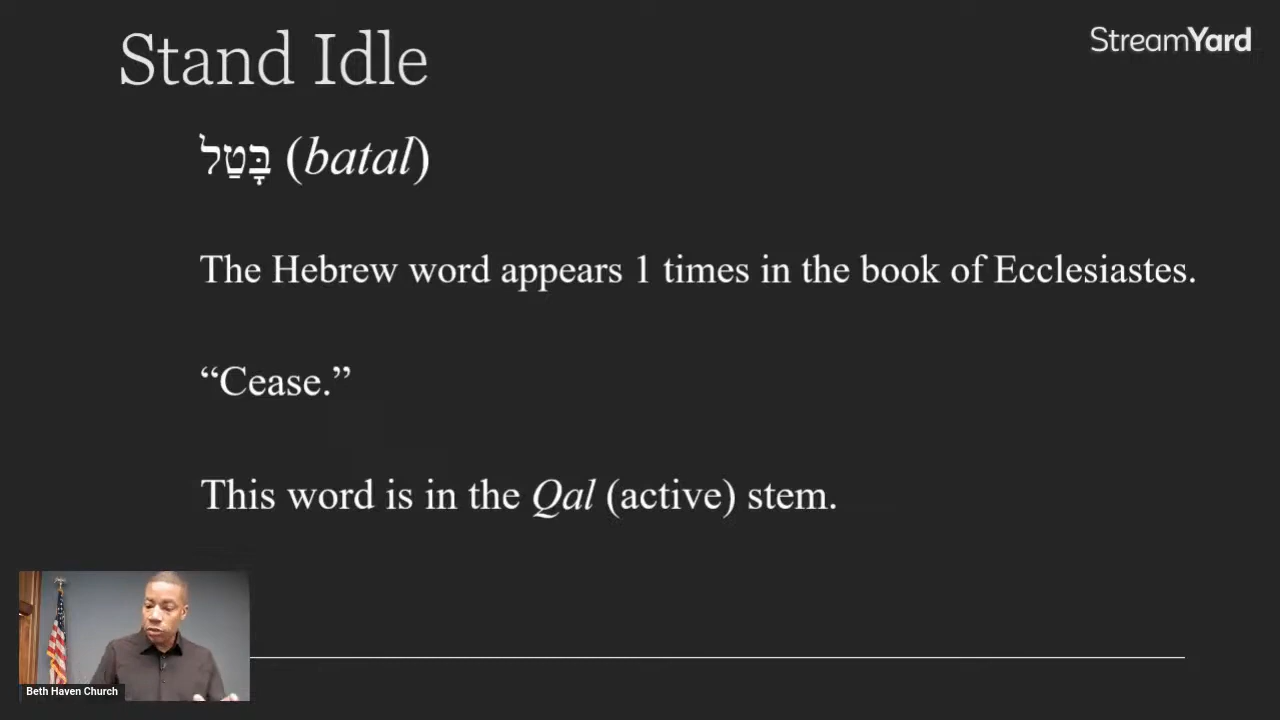 Stand Idle
StreamYard
בָּטַל (batal)
The Hebrew word appears 1 times in the book of Ecclesiastes.
“Cease.”
This word is in the Qal (active) stem.
Beth Haven Church